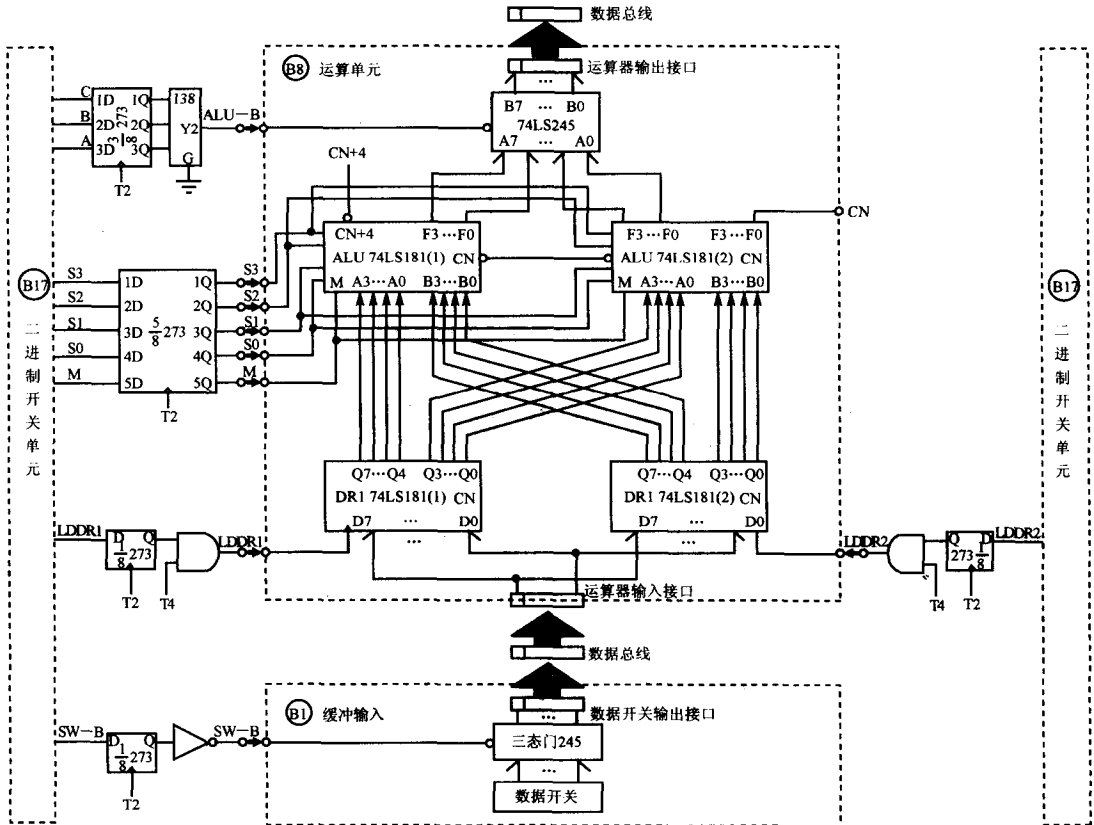 数据总线
B8 运算单元
运算器输出接口
C
B
A
1D 1Q
2D 2Q
3D 3Q
3/8 273
T2
138
Y2
G
ALU-B
B7 … B0
74LS245
A7 A0
CN+4
CN+4 F3…F0
ALU 74LS181(1) CN
M A3…A0 B3…B0
F3…F0 F3…F0
ALU 74LS181(2) CN
M A3…A0 B3…B0
CN
B17
二进制开关单元
S3
S2
S1
S0
M
1D 1Q
2D 2Q
3D 3Q
4D 4Q
5D 5Q
5/8 273
T2
S3
S2
S1
S0
M
B17
二进制开关单元
Q7…Q4 Q3…Q0
DR1 74LS181(1) CN
D7 … D0
…
Q7…Q4 Q3…Q0
DR1 74LS181(2) CN
D7 … D0
…
LDDR1
D Q
1/8 273
T2
T4
LDDR1
LDDR2
T4
Q D
273 1/8
T2
LDDR2
运算器输入接口
数据总线
B1 缓冲输入
数据开关输出接口
…
三态门245
…
数据开关
SW-B
D Q
1/8 273
T2
SW-B